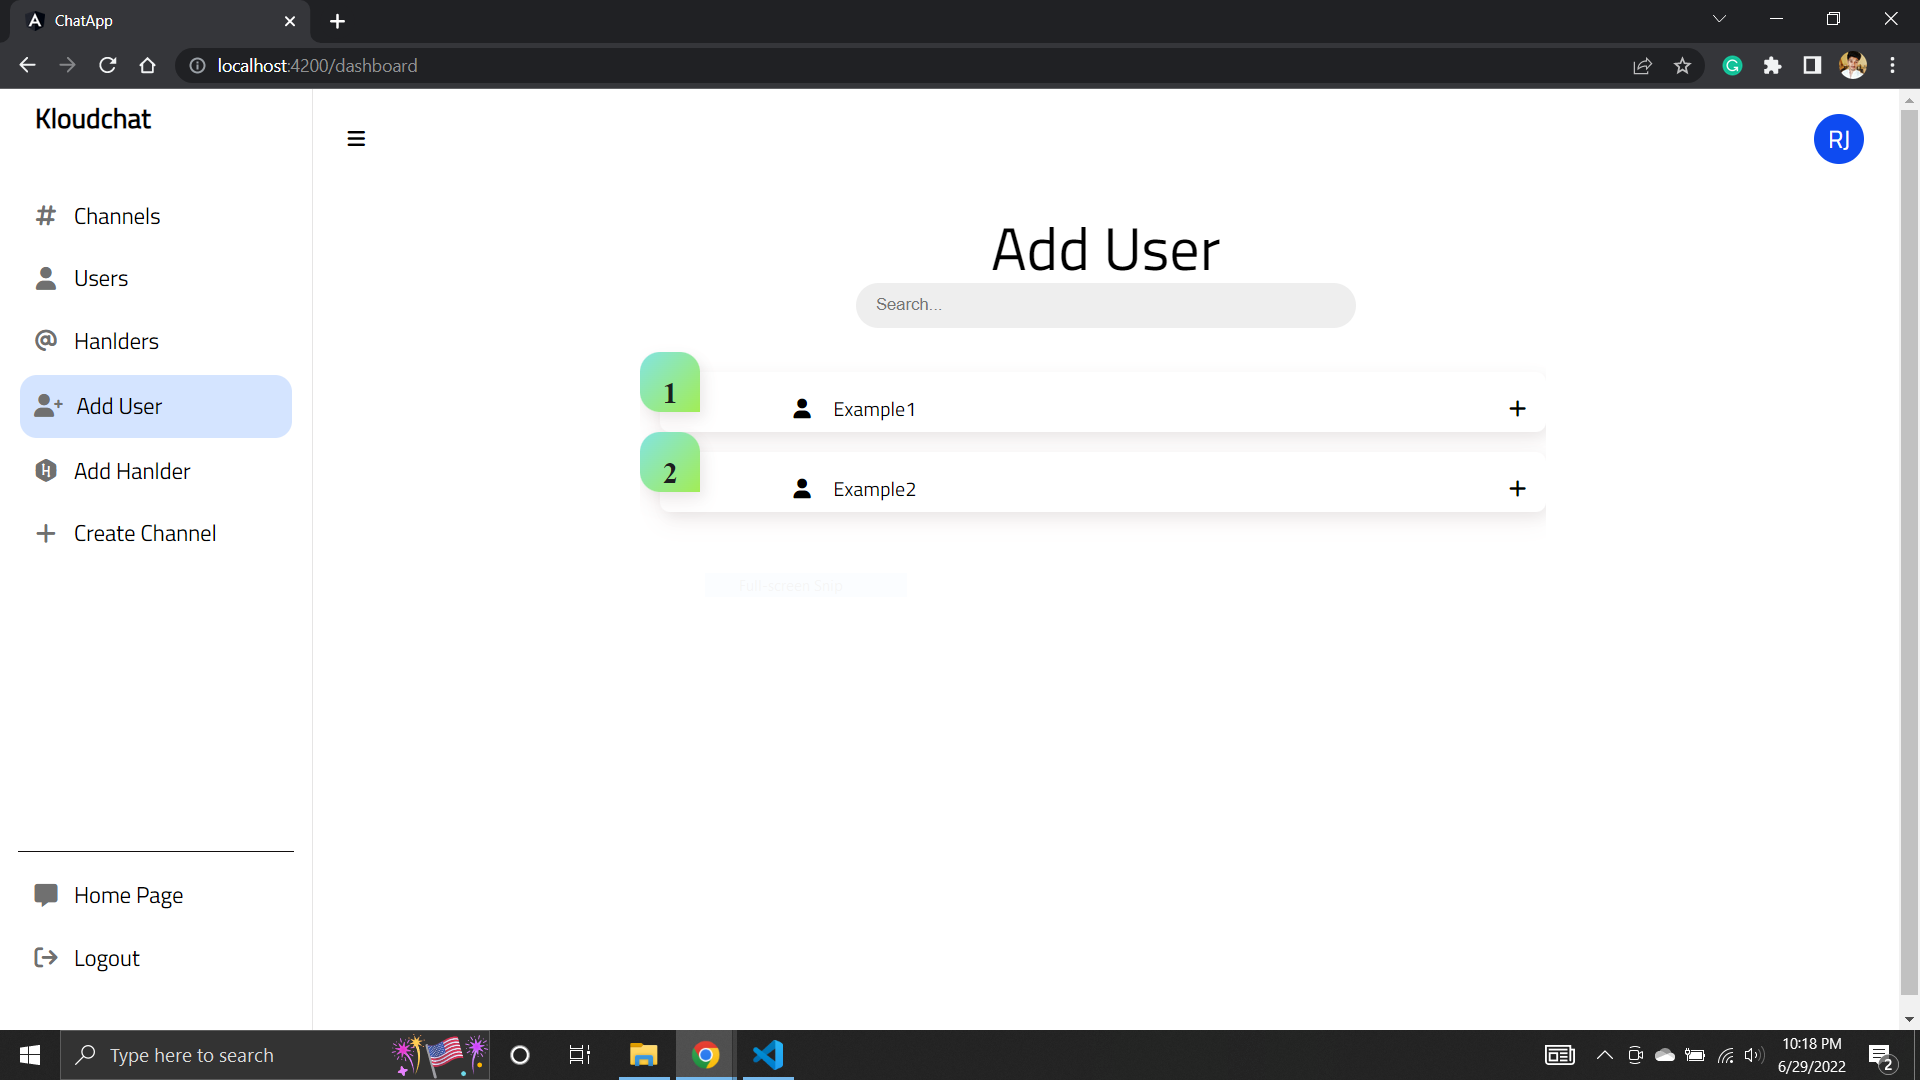 ChatApp
localhost:4200/dashboard
Kloudchat
RJ
Channels
Users
Hanlders
Add User
Add Hanlder
Create Channel
Home Page
Logout
Add User
Search...
1
Example1
2
Example2
Full-screen Snip
Type here to search
10:18 PM
6/29/2022
2